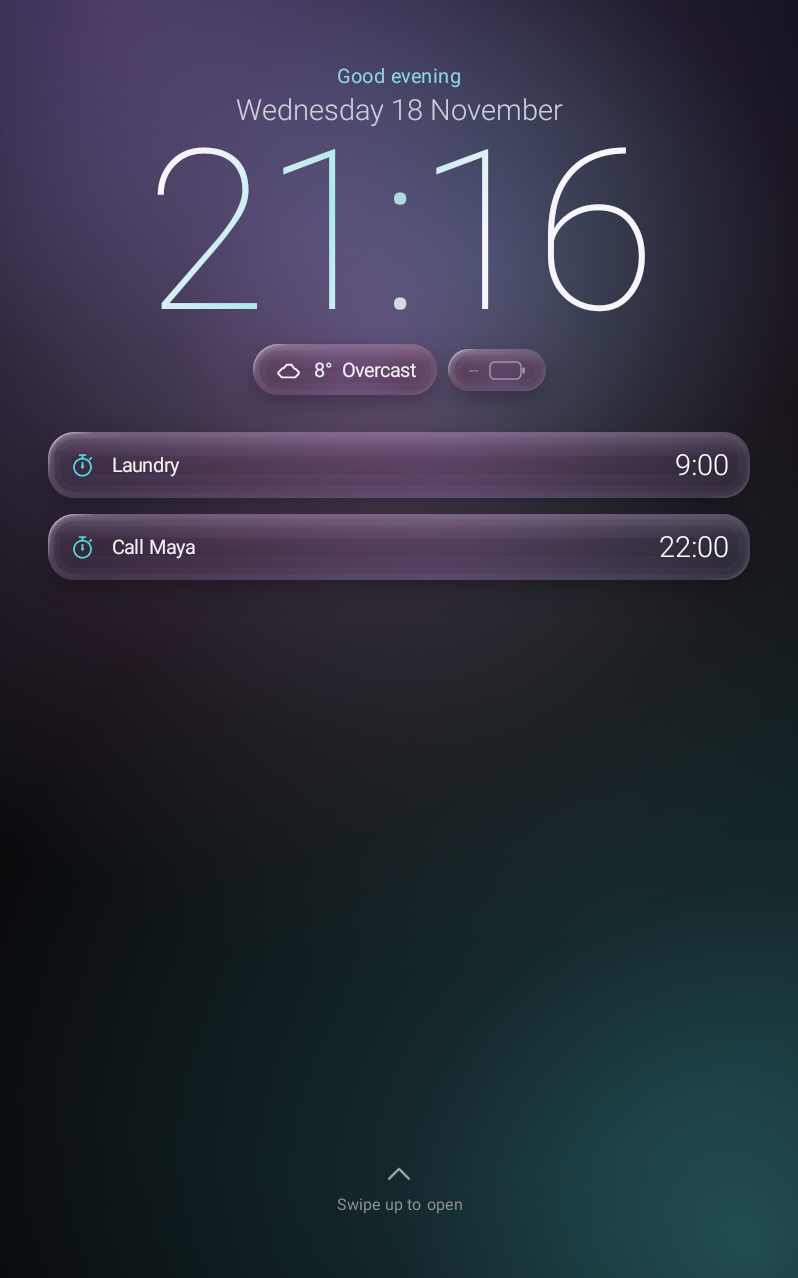 Good evening
Wednesday 18 November
21:16
8° Overcast --
Laundry 9:00
Call Maya 22:00
Swipe up to open